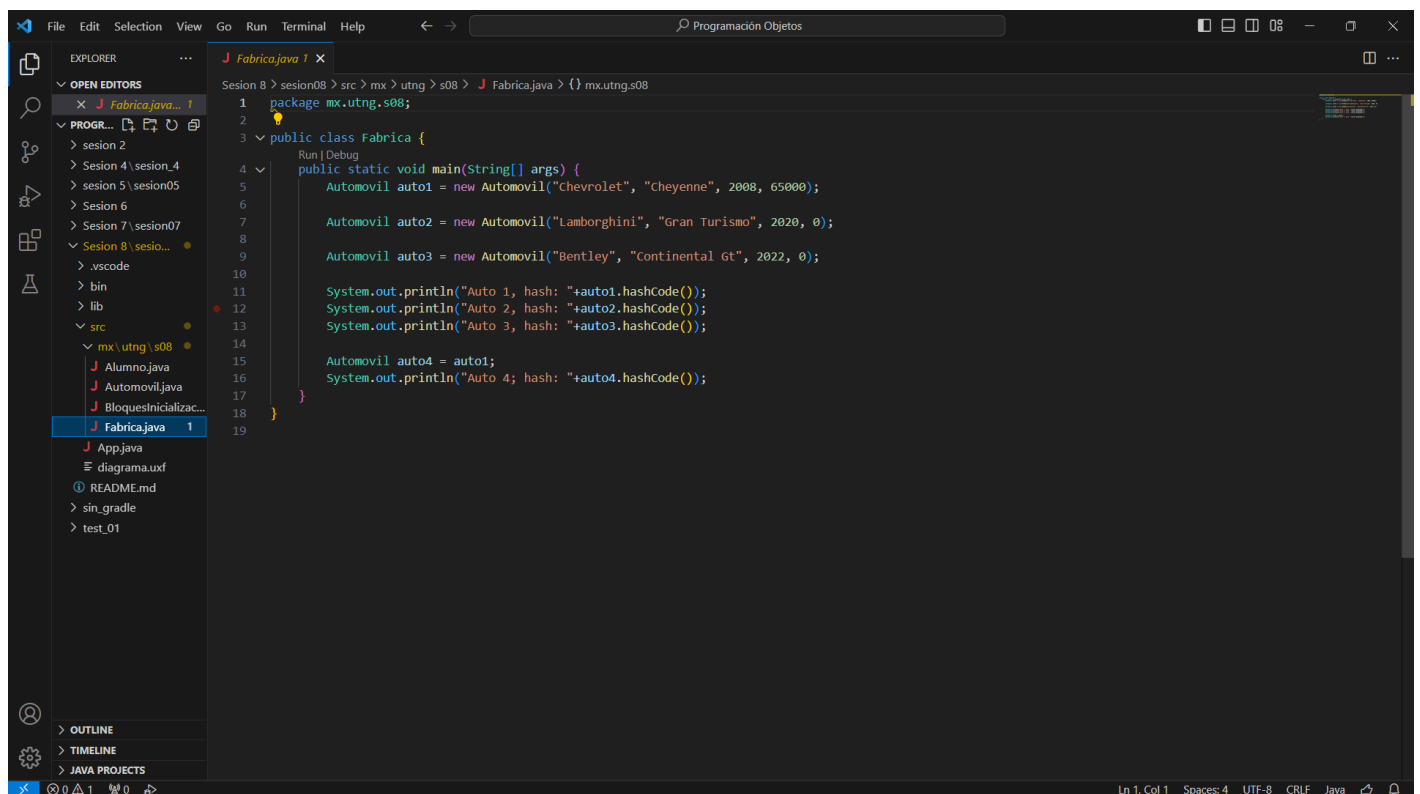 File Edit Selection View Go Run Terminal Help
Programación Objetos
EXPLORER
OPEN EDITORS
Fabrica.java... 1
PROGR...
sesion 2
Sesion 4\sesion_4
sesion 5\sesion05
Sesion 6
Sesion 7\sesion07
Sesion 8\sesio...
.vscode
bin
lib
src
mx\utng\s08
Alumno.java
Automovil.java
BloquesInicializac...
Fabrica.java 1
App.java
diagrama.uxf
README.md
sin_gradle
test_01
OUTLINE
TIMELINE
JAVA PROJECTS
Fabrica.java 1
Sesion 8 > sesion08 > src > mx > utng > s08 > Fabrica.java > {} mx.utng.s08
1 package mx.utng.s08;
2
3 public class Fabrica {
Run | Debug
4 public static void main(String[] args) {
5 Automovil auto1 = new Automovil("Chevrolet", "Cheyenne", 2008, 65000);
6
7 Automovil auto2 = new Automovil("Lamborghini", "Gran Turismo", 2020, 0);
8
9 Automovil auto3 = new Automovil("Bentley", "Continental Gt", 2022, 0);
10
11 System.out.println("Auto 1, hash: "+auto1.hashCode());
12 System.out.println("Auto 2, hash: "+auto2.hashCode());
13 System.out.println("Auto 3, hash: "+auto3.hashCode());
14
15 Automovil auto4 = auto1;
16 System.out.println("Auto 4; hash: "+auto4.hashCode());
17 }
18 }
19
0 1 0
Ln 1, Col 1 Spaces: 4 UTF-8 CRLF Java